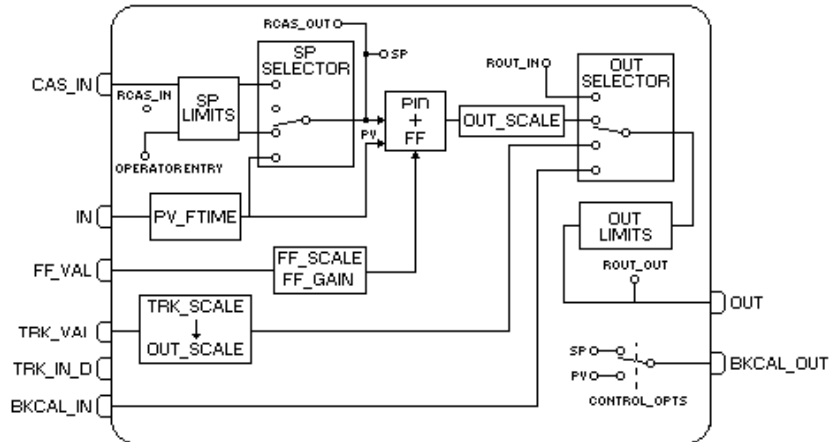 RCAS_OUT
SP
SP
SELECTOR
ROUT_IN
OUT
SELECTOR
CAS_IN
RCAS_IN
SP
LIMITS
PID
+
FF
OUT_SCALE
PV
OPERATOR ENTRY
IN
PV_FTIME
OUT
LIMITS
FF_VAL
FF_SCALE
FF_GAIN
ROUT_OUT
TRK_SCALE
OUT_SCALE
OUT
TRK_VAL
TRK_IN_D
SP
PV
BKCAL_OUT
BKCAL_IN
CONTROL_OPTS